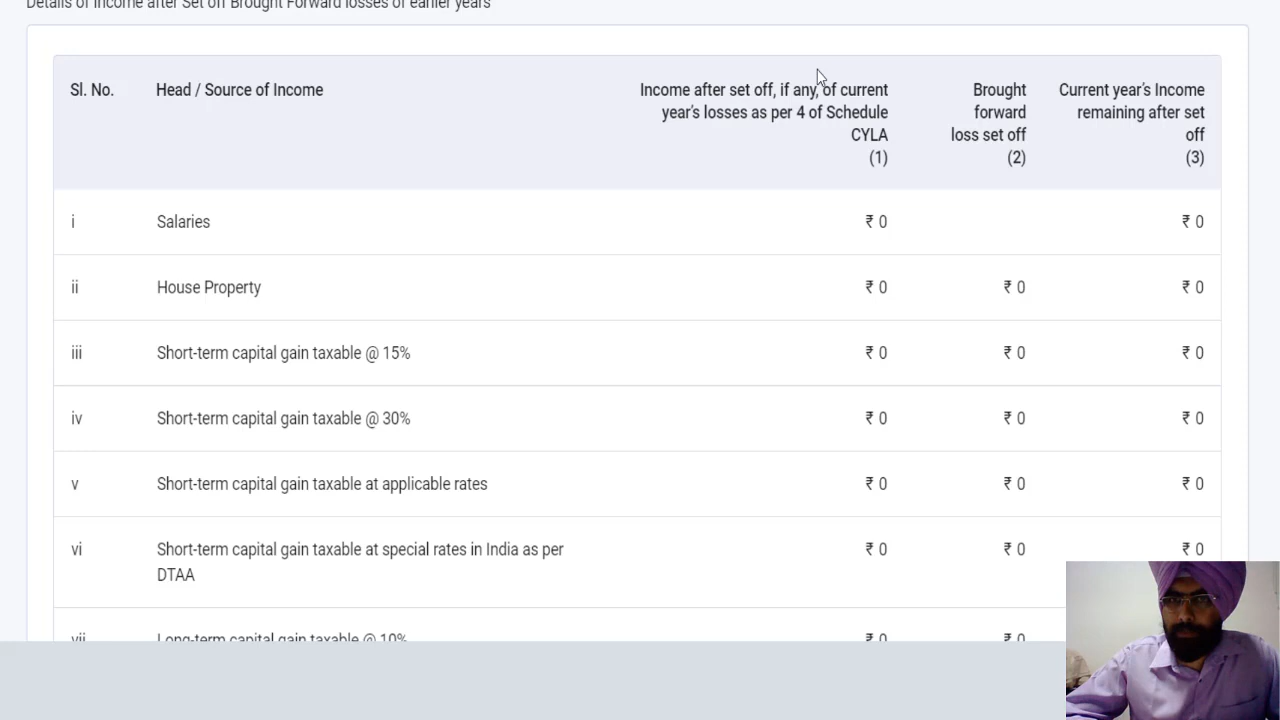 Details of Income after Set off Brought Forward losses of earlier years
Sl. No. Head / Source of Income Income after set off, if any, of current year's losses as per 4 of Schedule CYLA (1) Brought forward loss set off (2) Current year's Income remaining after set off (3)
i Salaries ₹ 0 ₹ 0
ii House Property ₹ 0 ₹ 0 ₹ 0
iii Short-term capital gain taxable @ 15% ₹ 0 ₹ 0 ₹ 0
iv Short-term capital gain taxable @ 30% ₹ 0 ₹ 0 ₹ 0
v Short-term capital gain taxable at applicable rates ₹ 0 ₹ 0 ₹ 0
vi Short-term capital gain taxable at special rates in India as per ₹ 0 ₹ 0 ₹ 0
DTAA
vii Long-term capital gain taxable @ 10% ₹ 0 ₹ 0